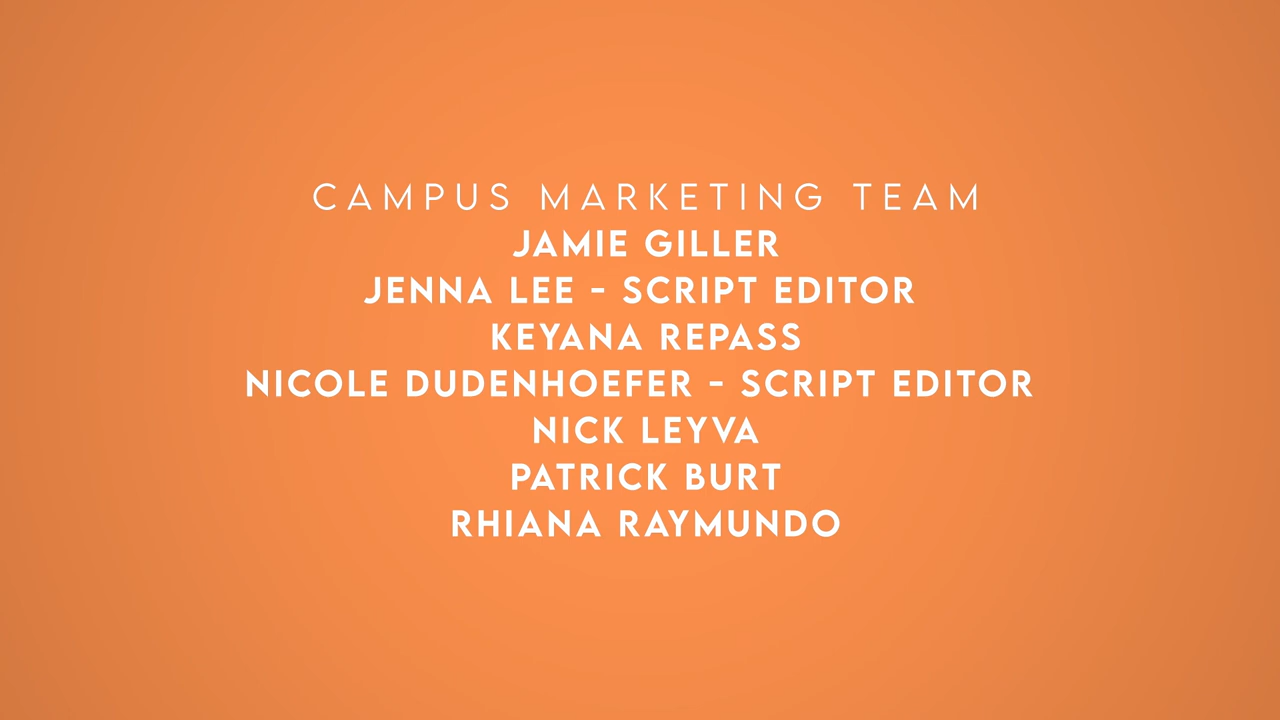 CAMPUS MARKETING TEAM
JAMIE GILLER
JENNA LEE - SCRIPT EDITOR
KEYANA REPASS
NICOLE DUDENHOEFER - SCRIPT EDITOR
NICK LEYVA
PATRICK BURT
RHIANA RAYMUNDO